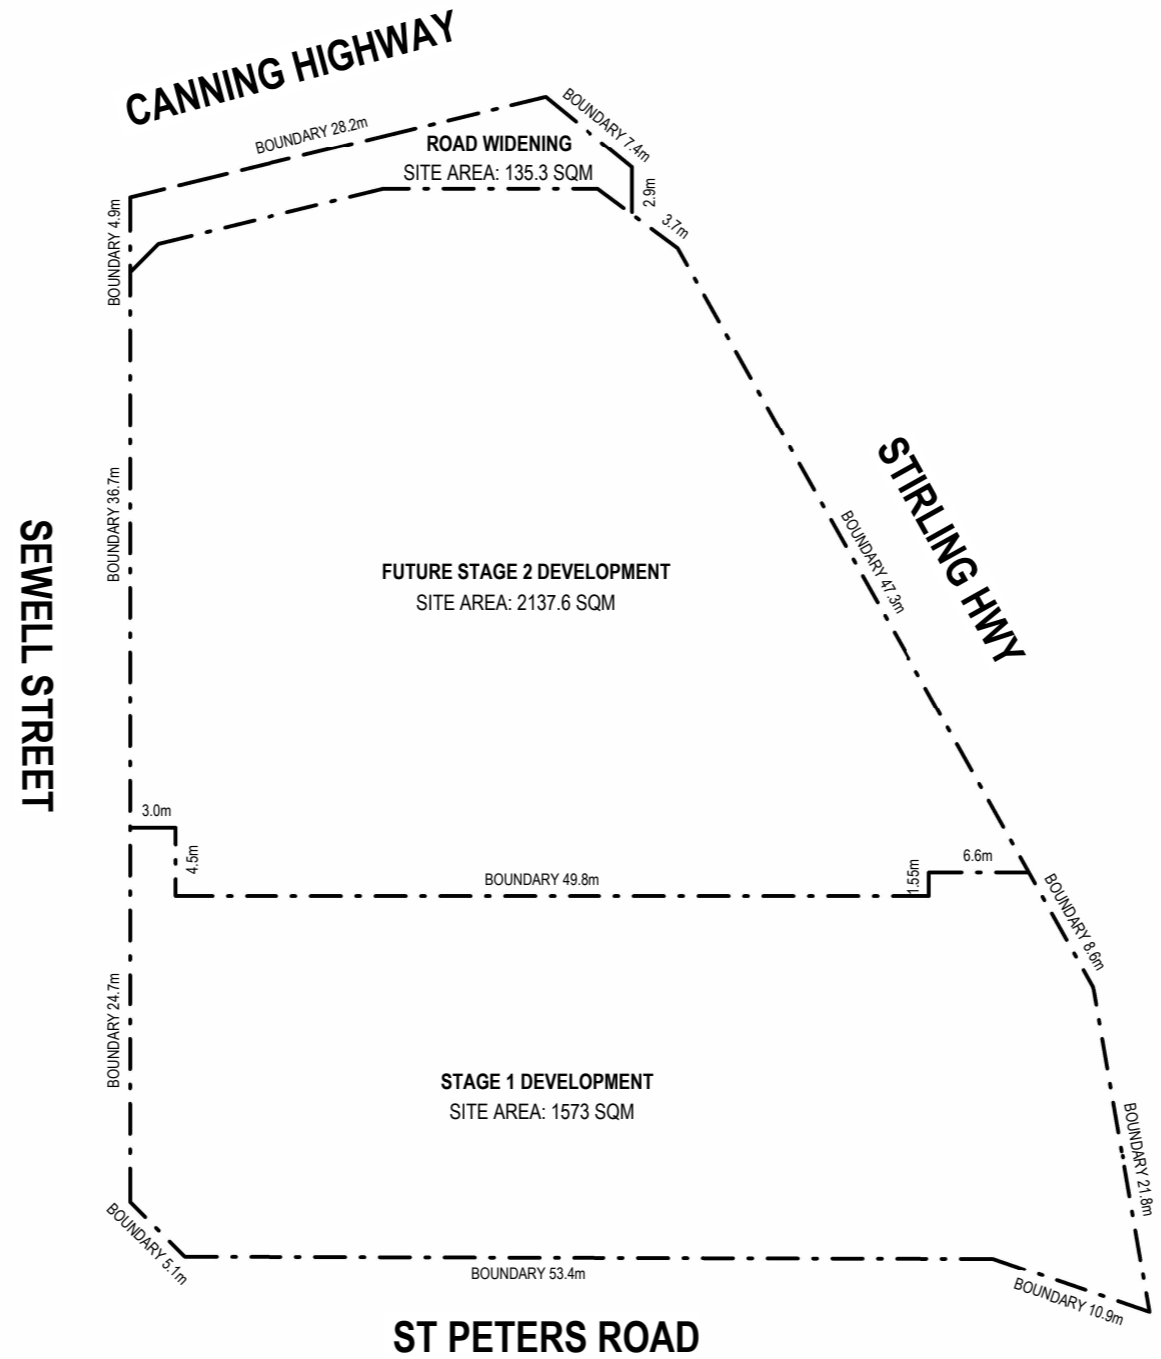 CANNING HIGHWAY
BOUNDARY 28.2m
BOUNDARY 7.4m
ROAD WIDENING
SITE AREA: 135.3 SQM
2.9m
3.7m
BOUNDARY 4.9m
BOUNDARY 36.7m
SEWELL STREET
STIRLING HWY
BOUNDARY 47.3m
FUTURE STAGE 2 DEVELOPMENT
SITE AREA: 2137.6 SQM
3.0m
4.5m
BOUNDARY 49.8m
1.55m
6.6m
BOUNDARY 8.6m
BOUNDARY 24.7m
STAGE 1 DEVELOPMENT
SITE AREA: 1573 SQM
BOUNDARY 21.8m
BOUNDARY 5.1m
BOUNDARY 53.4m
BOUNDARY 10.9m
ST PETERS ROAD